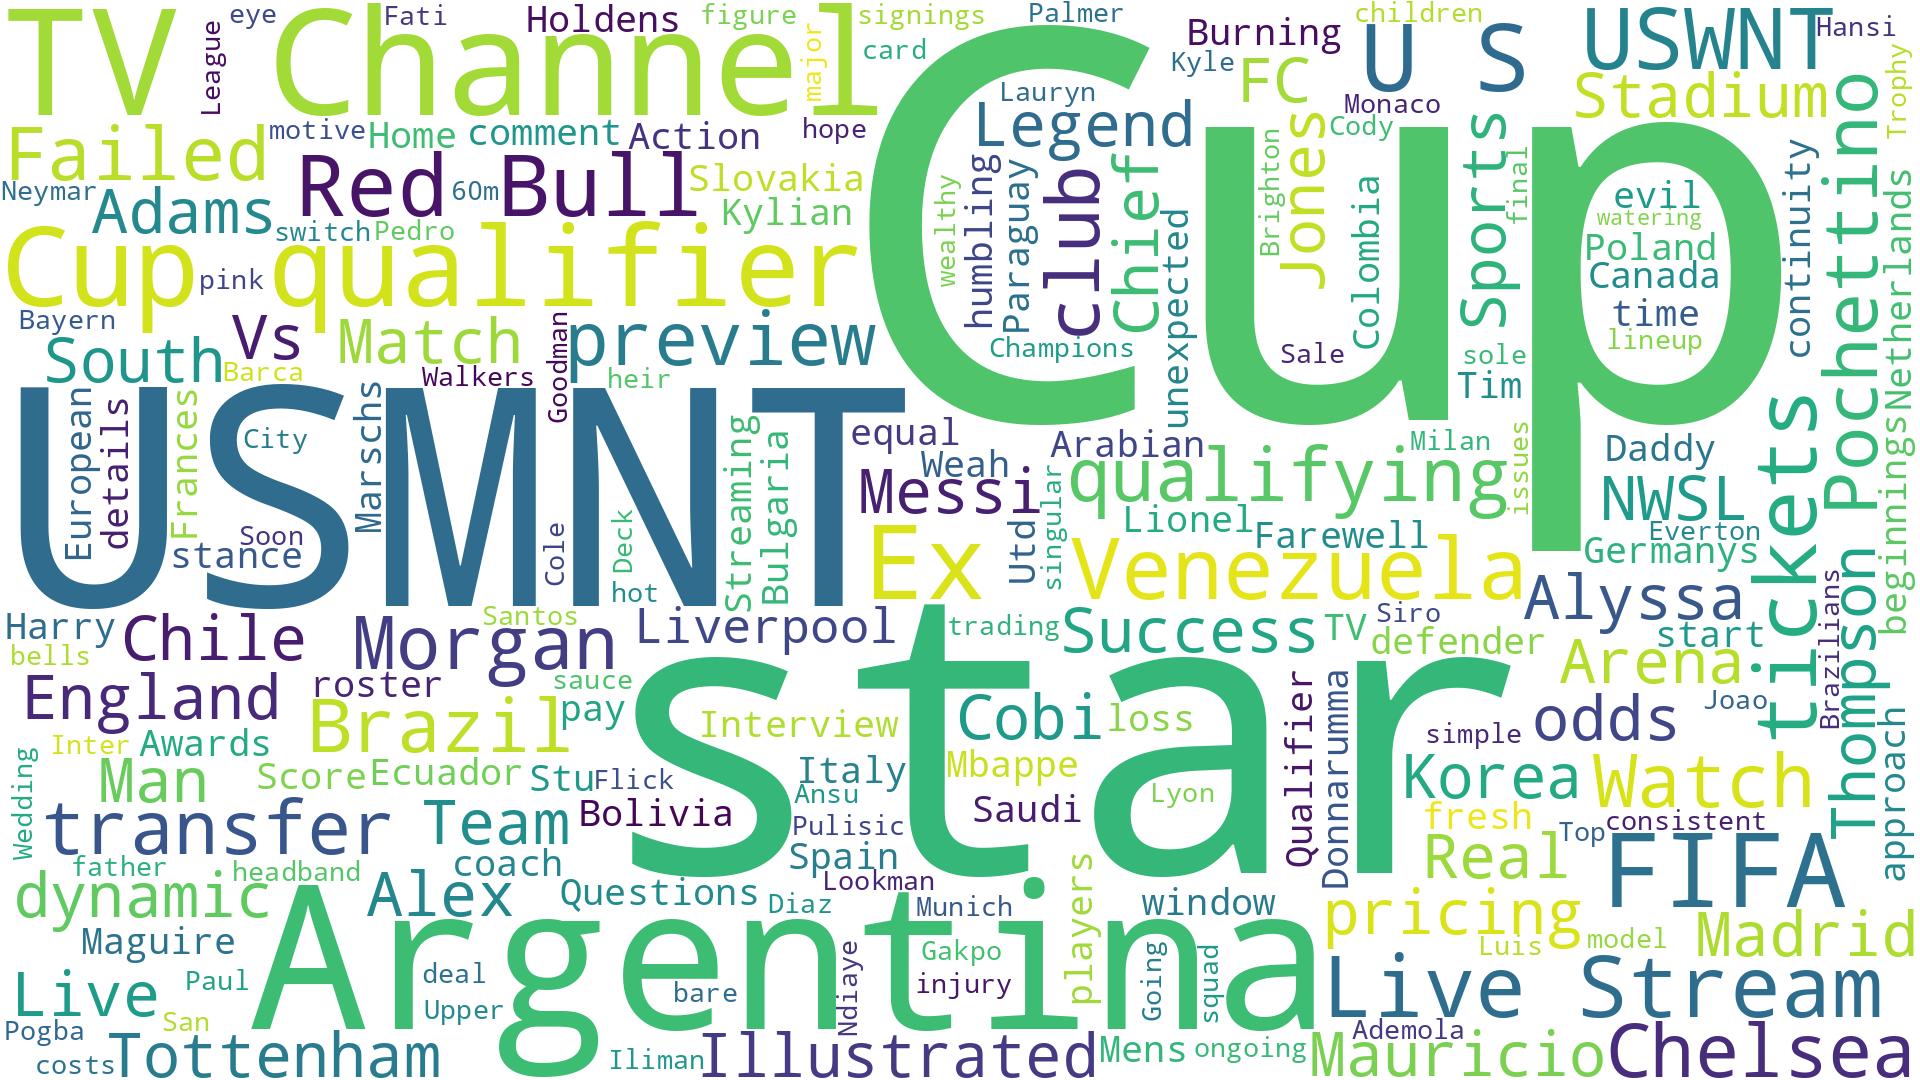 TV Channel
League
eye
Fati
Holdens
figure
major
signings
card
Palmer
Burning
Kyle
children
U S
USWNT
Hansi
Trophy
FC
Stadium
Monaco
Cody
Lauryn
Legend
Cup
Failed
motive
Home
comment
Action
hope
Neymar
Adams
Red Bull
60m
Slovakia
Kylian
switch
Pedro
Cup qualifier
pink
wealthy
humbling
Paraguay
club
Chief
unexpected
Brighton
Jones
Colombia
Sports
final
evil
watering
Poland
Canada
time
lineup
continuity
Pochettino
Netherlands
Bayern
Vs
South
Barca
Match
Walkers
Goodman
preview
heir
Champions
Sale
sole
Tim
USMNT
European
details
Frances
City
Soon
stance
Marschs
Cole
Deck
hot
Streaming
Bulgaria
equal
Weah
Messi
Arabian
Milan
qualifying
issues
Daddy
NWSL
Everton
Germanys
tickets
beginnings
Utd
singular
Lionel
Farewell
Ex
Venezuela
Alyssa
Brazilians
Thompson
Harry
bells
Chile
Morgan
Santos
Liverpool
trading
Success
TV
Siro
defender
start
Arena
Joao
England
roster
sauce
pay
Brazil
star
Interview
Cobi
loss
Qualifier
Donnarumma
simple
odds
Inter
Awards
Wedding
Man
Score
Ecuador
Stu
Flick
Italy
Ansu
Mbappe
Saudi
Lyon
Korea
Watch
approach
transfer
Team
Bolivia
Pulisic
Spain
fresh
Top
consistent
father
headband
coach
Lookman
Real
FIFA
dynamic
Alex
Questions
Diaz
Munich
players
window
pricing
Madrid
Maguire
Argentina
Gakpo
injury
Going
squad
Luis
model
Live
Paul
deal
Upper
bare
Ndiaye
Live Stream
Pogba
San
costs
Tottenham
Iliman
Illustrated
Mens
ongoing
Ademola
Mauricio
Chelsea